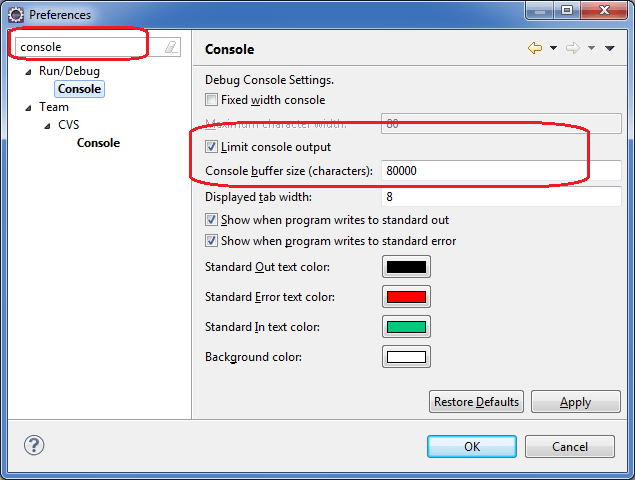 Preferences
console
Run/Debug
Console
Team
CVS
Console
Console
Debug Console Settings.
Fixed width console
Maximum character width: 80
Limit console output
Console buffer size (characters): 80000
Displayed tab width: 8
Show when program writes to standard out
Show when program writes to standard error
Standard Out text color:
Standard Error text color:
Standard In text color:
Background color:
Restore Defaults Apply
? OK Cancel